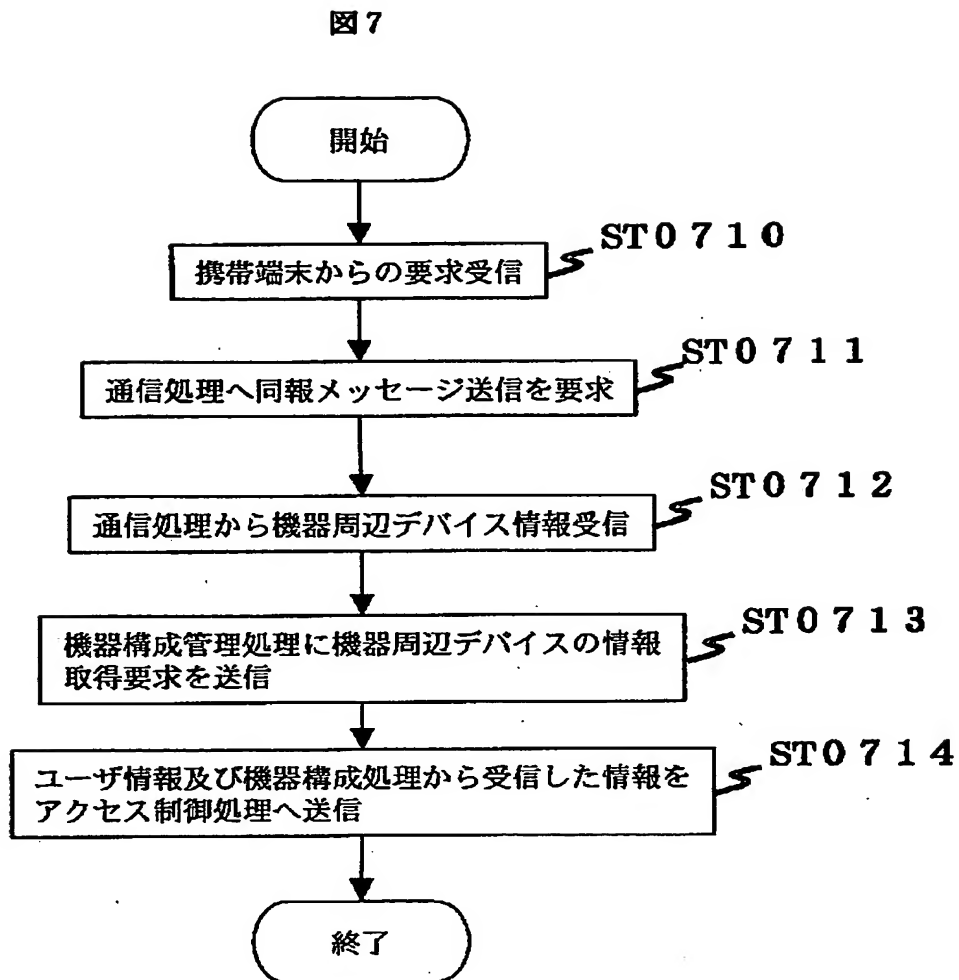 図7
開始
ST0710
携帯端末からの要求受信
ST0711
通信処理へ同報メッセージ送信を要求
ST0712
通信処理から機器周辺デバイス情報受信
ST0713
機器構成管理処理に機器周辺デバイスの情報
取得要求を送信
ST0714
ユーザ情報及び機器構成処理から受信した情報を
アクセス制御処理へ送信
終了